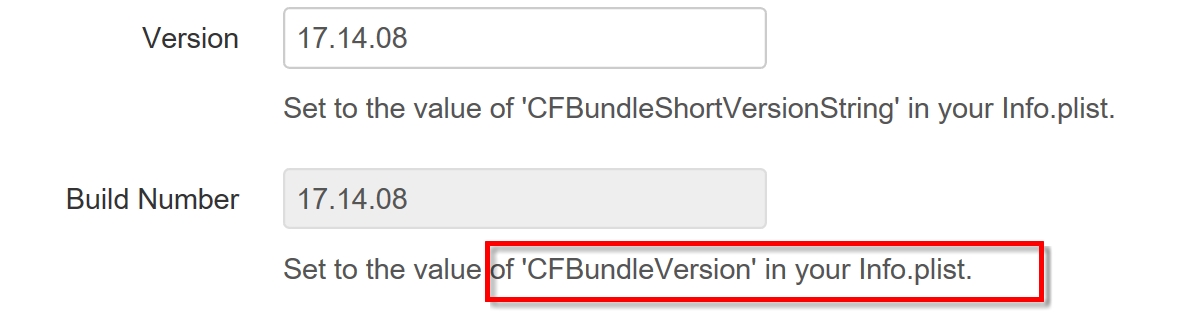 Version 17.14.08
Set to the value of 'CFBundleShortVersionString' in your Info.plist.
Build Number 17.14.08
Set to the value of 'CFBundleVersion' in your Info.plist.